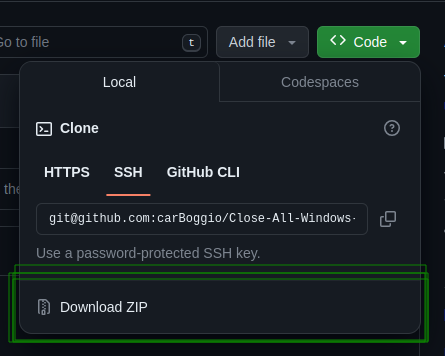 Go to file
t
Add file
Code
Local
Codespaces
Clone
HTTPS
SSH
GitHub CLI
git@github.com:carBoggio/Close-All-Windows-
Use a password-protected SSH key.
the
Download ZIP